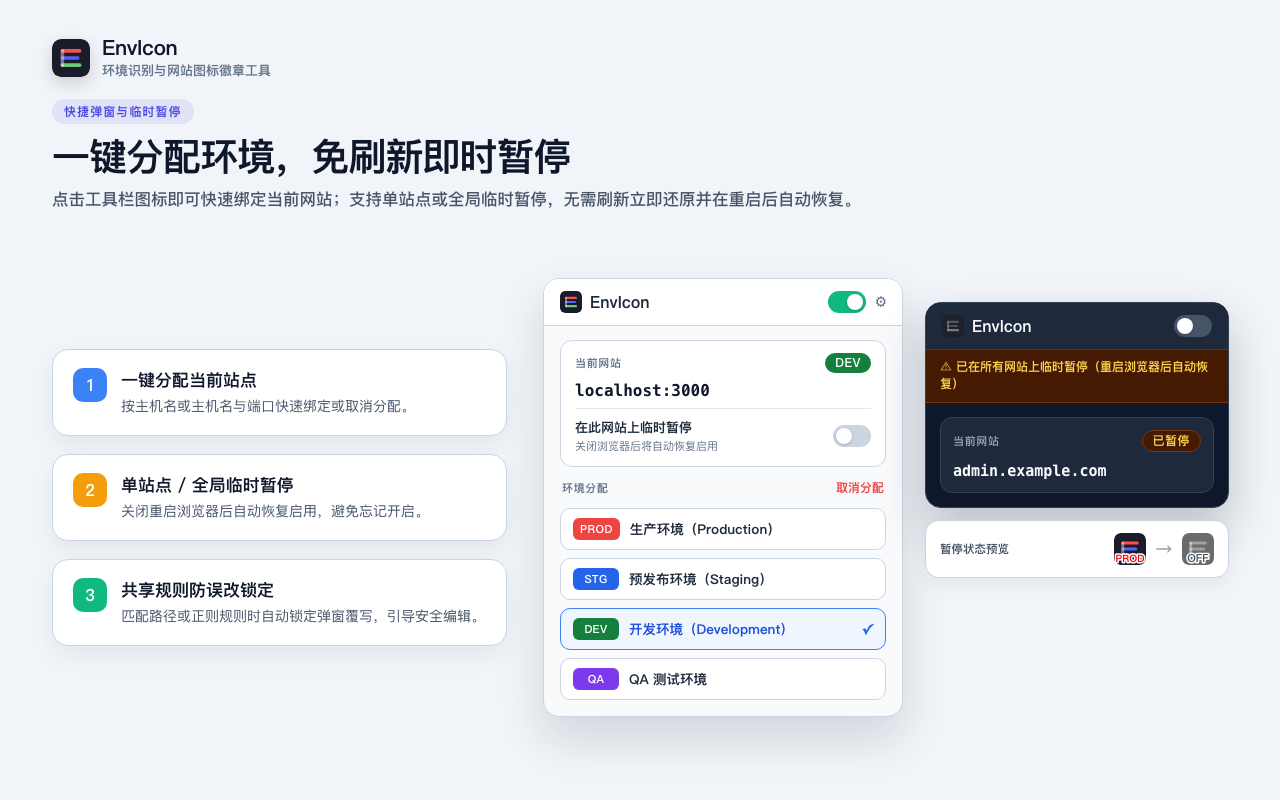 EnvIcon
环境识别与网站图标徽章工具
快捷弹窗与临时暂停
一键分配环境，免刷新即时暂停
点击工具栏图标即可快速绑定当前网站；支持单站点或全局临时暂停，无需刷新立即还原并在重启后自动恢复。
1
一键分配当前站点
按主机名或主机名与端口快速绑定或取消分配。
2
单站点 / 全局临时暂停
关闭重启浏览器后自动恢复启用，避免忘记开启。
3
共享规则防误改锁定
匹配路径或正则规则时自动锁定弹窗覆写，引导安全编辑。
EnvIcon
⚙
当前网站
DEV
localhost:3000
在此网站上临时暂停
关闭浏览器后将自动恢复启用
环境分配
取消分配
PROD 生产环境（Production）
STG 预发布环境（Staging）
DEV 开发环境（Development） ✓
QA QA 测试环境
EnvIcon
⚠ 已在所有网站上临时暂停（重启浏览器后自动恢
复）
当前网站
已暂停
admin.example.com
暂停状态预览
PROD → OFF